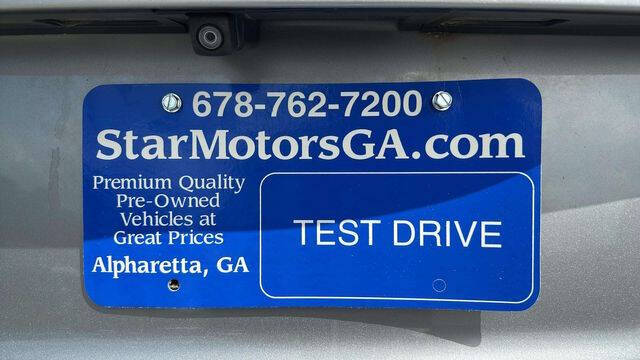 678-762-7200
StarMotorsGA.com
Premium Quality
Pre-Owned
Vehicles at
Great Prices
Alpharetta, GA
TEST DRIVE